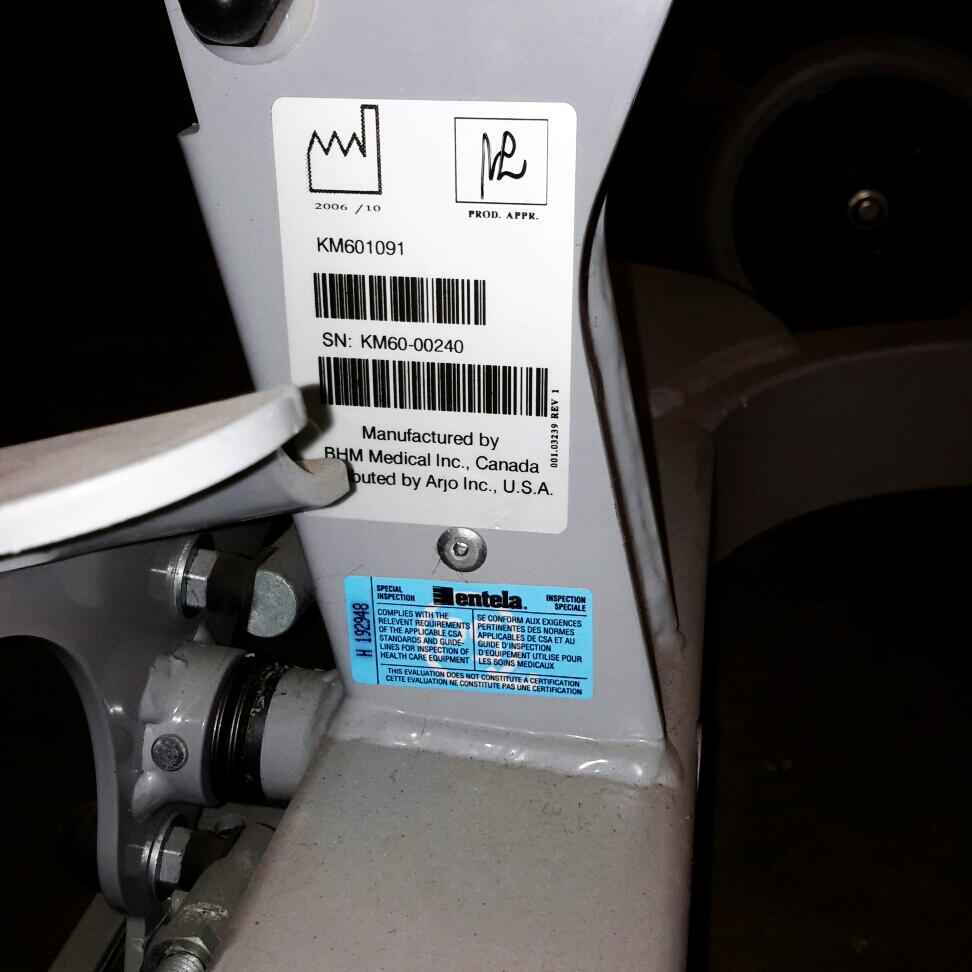 2006 /10
PROD. APPR.
KM601091
SN: KM60-00240
001.03239 REV 1
Manufactured by
BHM Medical Inc., Canada
buted by Arjo Inc., U.S.A.
H 192948
SPECIAL
INSPECTION
entela.
INSPECTION
SPECIALE
COMPLIES WITH THE
RELEVENT REQUIREMENTS
OF THE APPLICABLE CSA
STANDARDS AND GUIDE-
LINES FOR INSPECTION OF
HEALTH CARE EQUIPMENT
SE CONFORM AUX EXIGENCES
PERTINENTES DES NORMES
APPLICABLES DE CSA ET AU
GUIDE D'INSPECTION
D'EQUIPEMENT UTILISE POUR
LES SOINS MEDICAUX
THIS EVALUATION DOES NOT CONSTITUTE A CERTIFICATION
CETTE EVALUATION NE CONSTITUTE PAS UNE CERTIFICATION